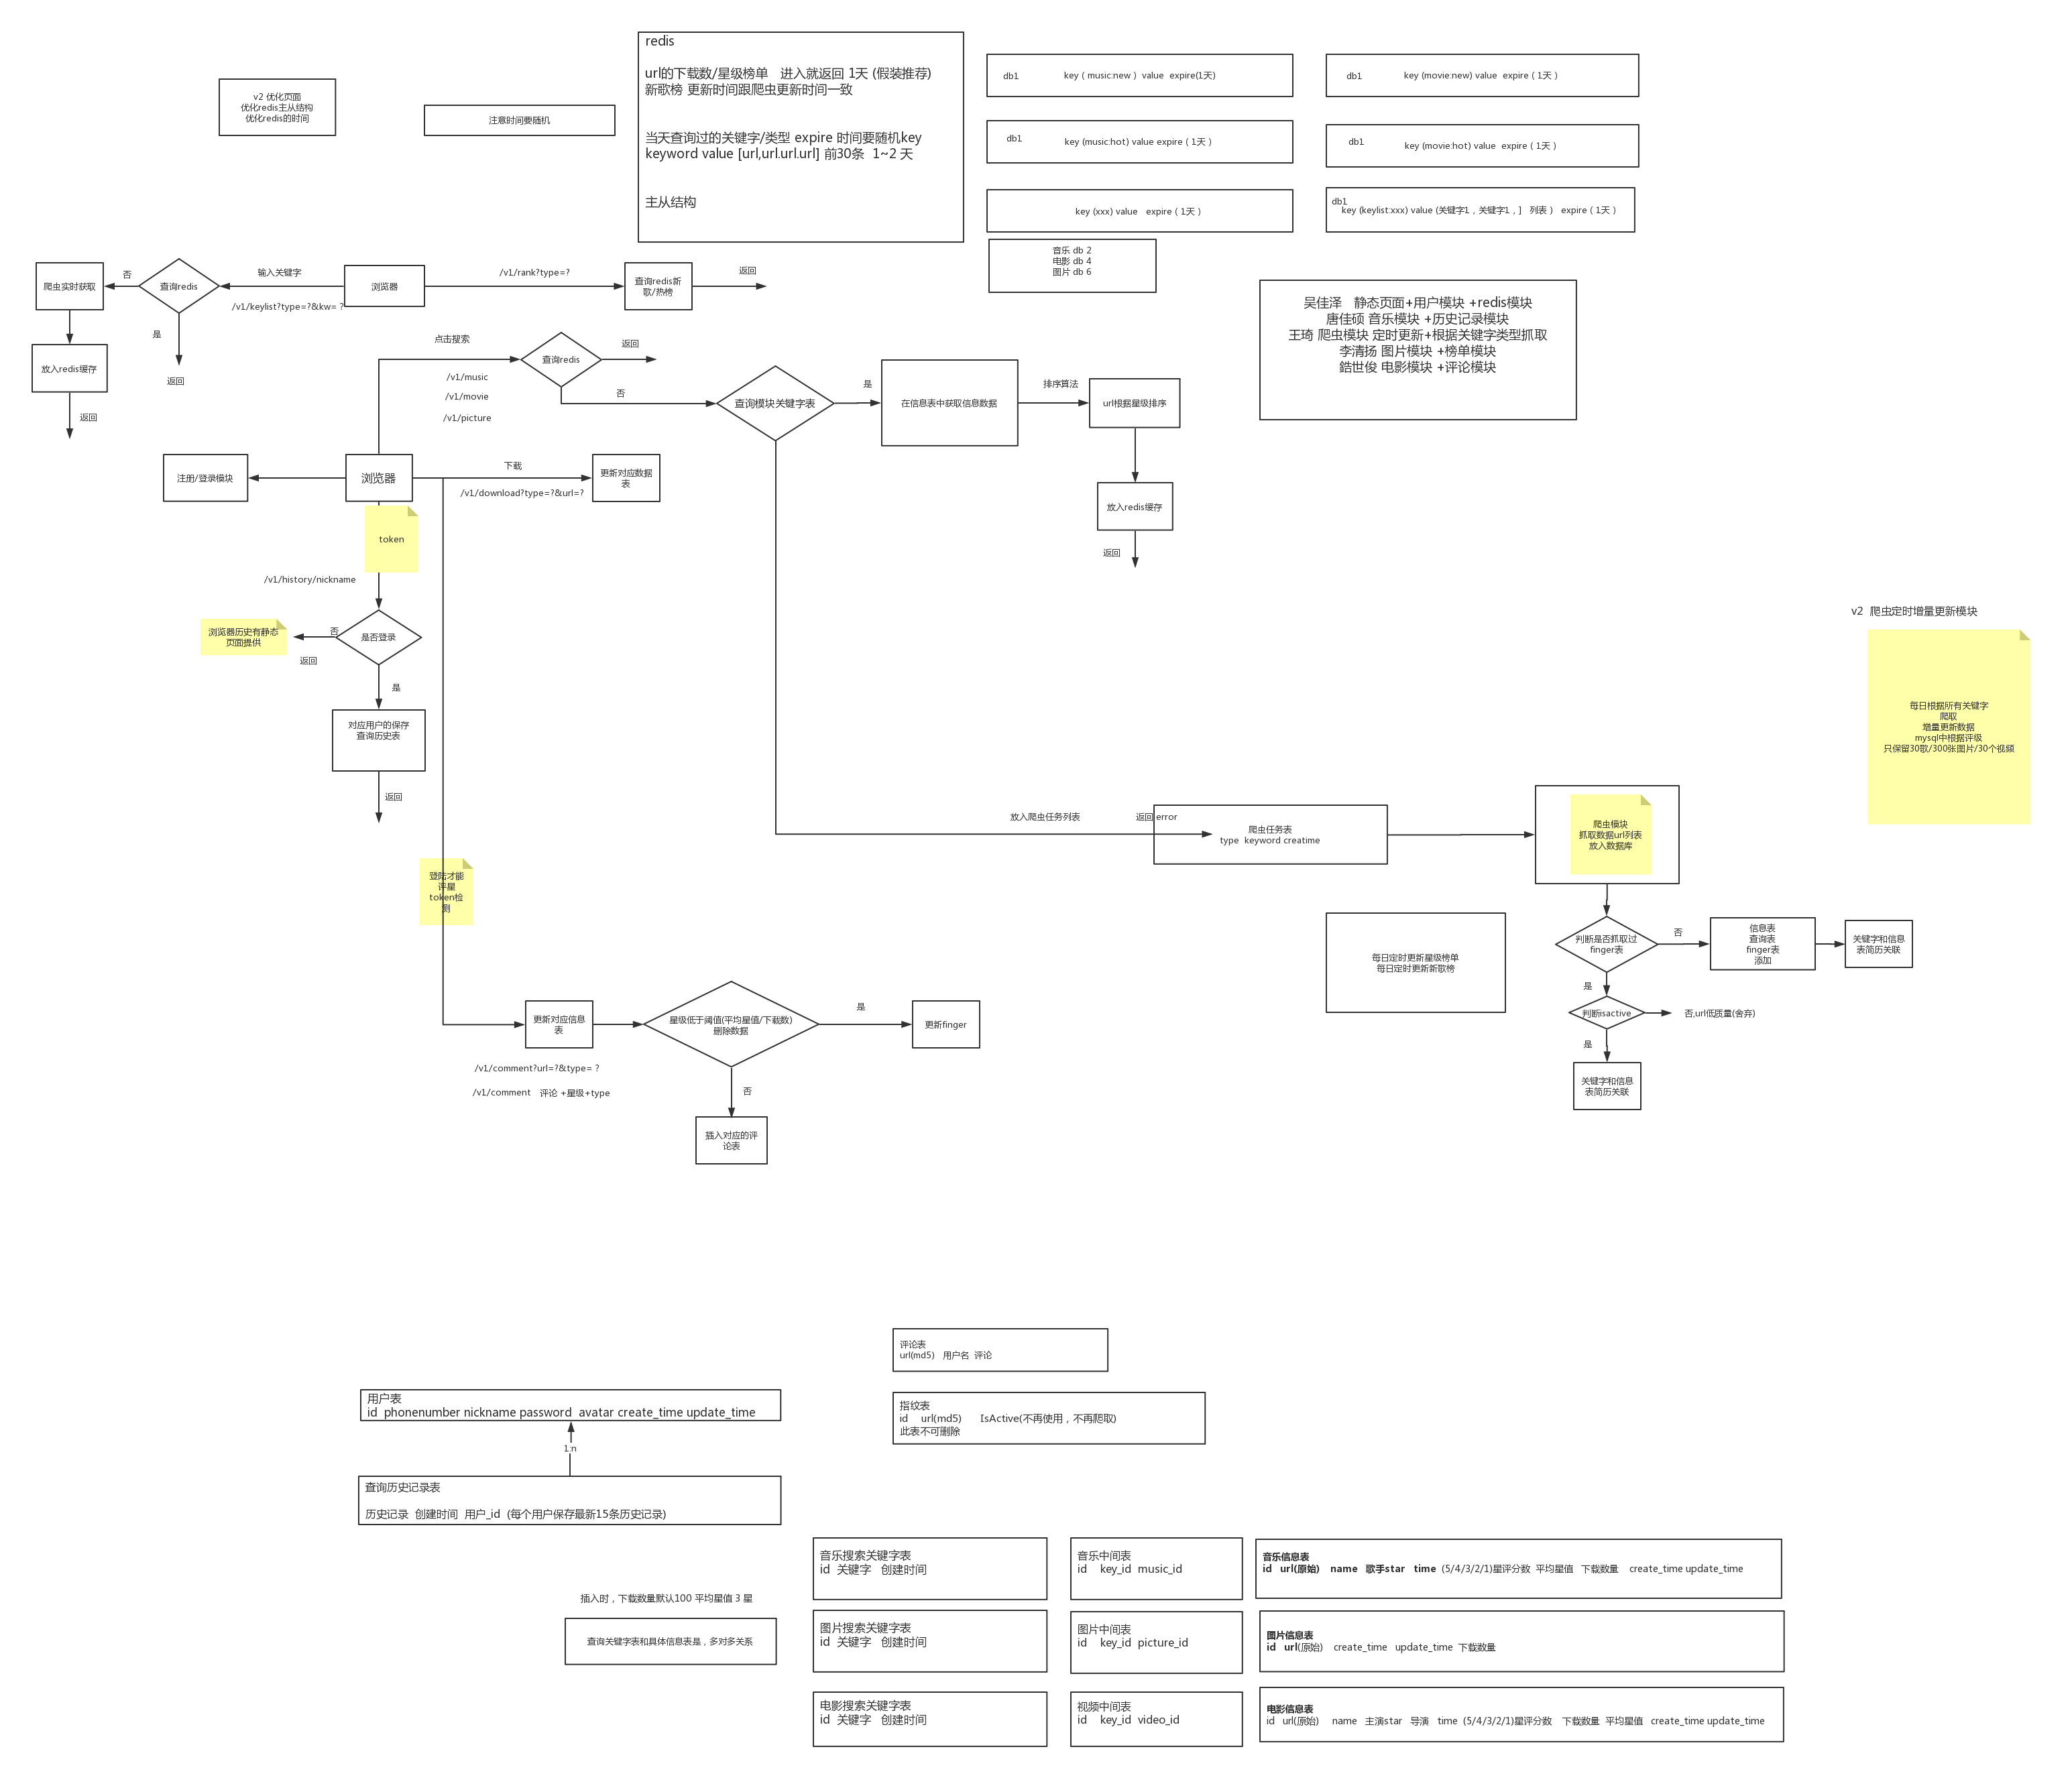 redis
url的下载数/星级榜单   进入就返回 1天 (假装推荐)
新歌榜 更新时间跟爬虫更新时间一致
当天查询过的关键字/类型 expire 时间要随机key
keyword value [url,url.url.url] 前30条  1~2 天
主从结构
v2 优化页面
优化redis主从结构
优化redis的时间
注意时间要随机
db1
key ( music:new )  value  expire(1天)
db1
key (movie:new) value  expire ( 1天 )
db1
key (music:hot) value expire ( 1天 )
db1
key (movie:hot) value  expire ( 1天 )
key (xxx) value   expire ( 1天 )
db1
key (keylist:xxx) value (关键字1，关键字1，]   列表 )   expire ( 1天 )
音乐 db 2
电影 db 4
图片 db 6
吴佳泽   静态页面+用户模块 +redis模块
唐佳硕 音乐模块 +历史记录模块
王琦 爬虫模块 定时更新+根据关键字类型抓取
李清扬 图片模块 +榜单模块
鋯世俊 电影模块 +评论模块
爬虫实时获取
否
查询redis
输入关键字
/v1/keylist?type=?&kw= ?
浏览器
/v1/rank?type=?
查询redis新
歌/热榜
返回
是
返回
放入redis缓存
返回
点击搜索
/v1/music
/v1/movie
/v1/picture
查询redis
返回
否
查询模块关键字表
是
在信息表中获取信息数据
排序算法
url根据星级排序
放入redis缓存
返回
注册/登录模块
浏览器
下载
/v1/download?type=?&url=?
更新对应数据
表
token
/v1/history/nickname
是否登录
否
返回
浏览器历史有静态
页面提供
是
对应用户的保存
查询历史表
返回
v2  爬虫定时增量更新模块
每日根据所有关键字
爬取
增量更新数据
mysql中根据评级
只保留30歌/300张图片/30个视频
放入爬虫任务列表
返回 error
爬虫任务表
type  keyword creatime
爬虫模块
抓取数据url列表
放入数据库
登陆才能
评星
token检
测
判断是否抓取过
finger表
否
信息表
查询表
finger表
添加
关键字和信息
表简历关联
每日定时更新星级榜单
每日定时更新新歌榜
是
判断isactive
否,url低质量(舍弃)
是
关键字和信息
表简历关联
更新对应信息
表
星级低于阈值(平均星值/下载数)
删除数据
是
更新finger
/v1/comment?url=?&type= ?
/v1/comment   评论 +星级+type
否
插入对应的评
论表
评论表
url(md5)   用户名  评论
用户表
id  phonenumber nickname password  avatar create_time update_time
指纹表
id    url(md5)      IsActive(不再使用，不再爬取)
此表不可删除
1:n
查询历史记录表
历史记录  创建时间  用户_id  (每个用户保存最新15条历史记录)
音乐搜索关键字表
id  关键字   创建时间
音乐中间表
id    key_id  music_id
音乐信息表
id   url(原始)    name   歌手star   time  (5/4/3/2/1)星评分数  平均星值   下载数量    create_time update_time
插入时，下载数量默认100 平均星值 3 星
查询关键字表和具体信息表是，多对多关系
图片搜索关键字表
id  关键字   创建时间
图片中间表
id    key_id  picture_id
图片信息表
id   url(原始)    create_time   update_time  下载数量
电影搜索关键字表
id  关键字   创建时间
视频中间表
id    key_id  video_id
电影信息表
id   url(原始)     name   主演star   导演   time  (5/4/3/2/1)星评分数    下载数量  平均星值   create_time update_time